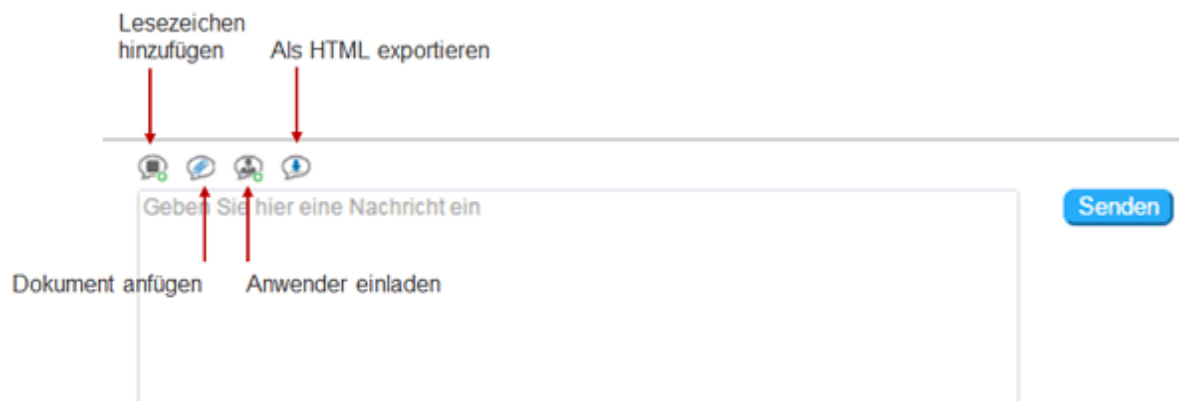 Lesezeichen
hinzufügen
Als HTML exportieren
Geben Sie hier eine Nachricht ein
Senden
Dokument anfügen
Anwender einladen